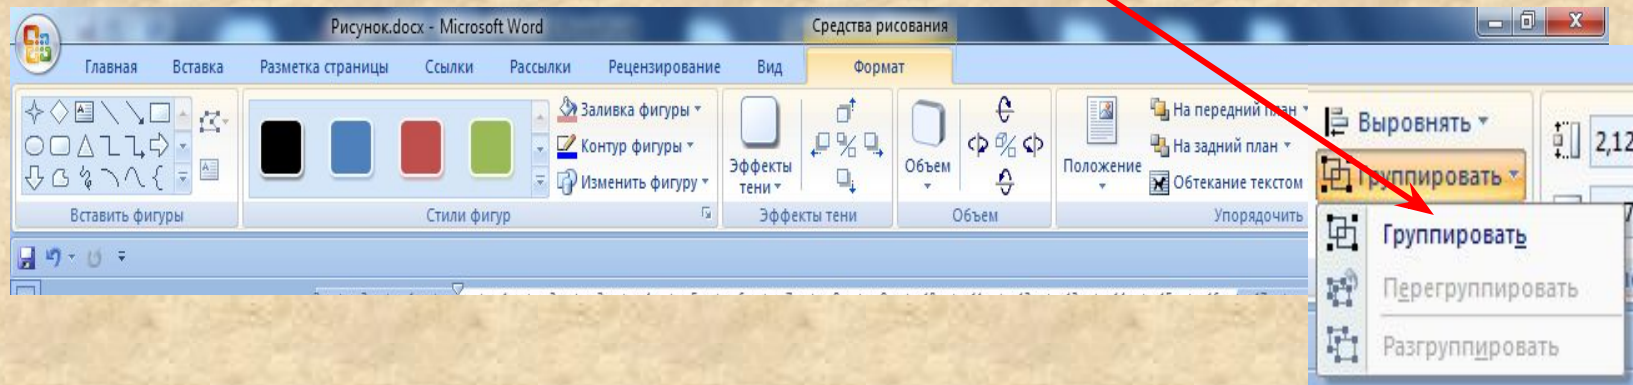 Рисунок.docx - Microsoft Word Средства рисования
Главная Вставка Разметка страницы Ссылки Рассылки Рецензирование Вид Формат
Заливка фигуры
Контур фигуры
Изменить фигуру
Эффекты тени
Объем
Положение
На передний план
На задний план
Обтекание текстом
Выровнять
Группировать
2,12
Вставить фигуры Стили фигур Эффекты тени Объем Упорядочить
Группировать
Перегруппировать
Разгруппировать